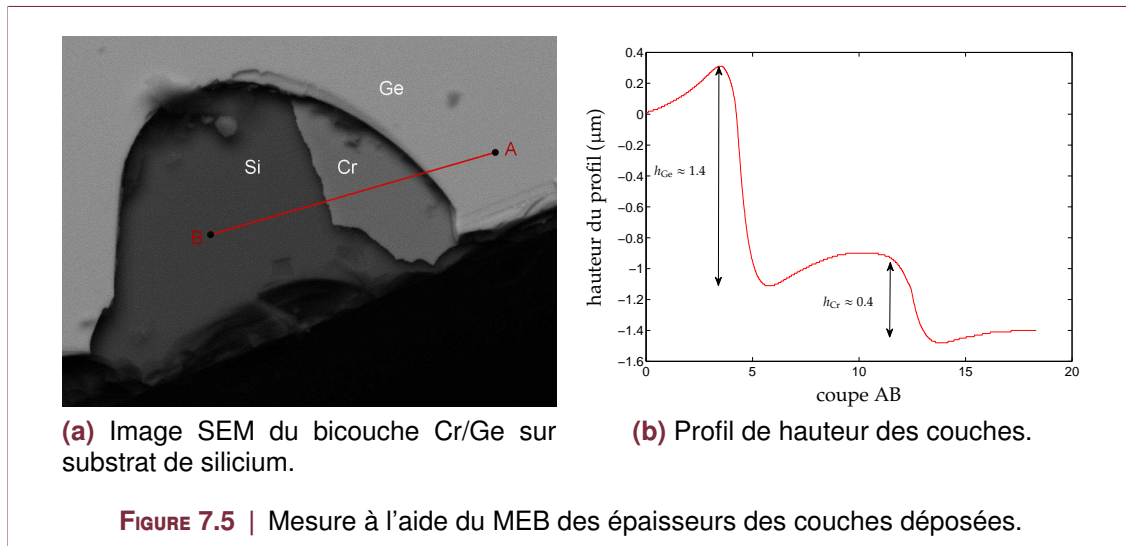 Ge
Si
Cr
A
B
(a) Image SEM du bicouche Cr/Ge sur
substrat de silicium.
0.4
0.2
0
-0.2
-0.4
-0.6
-0.8
-1
-1.2
-1.4
-1.6
hauteur du profil (μm)
hGe ≈ 1.4
hCr ≈ 0.4
0 5 10 15 20
coupe AB
(b) Profil de hauteur des couches.
FIGURE 7.5 | Mesure à l'aide du MEB des épaisseurs des couches déposées.